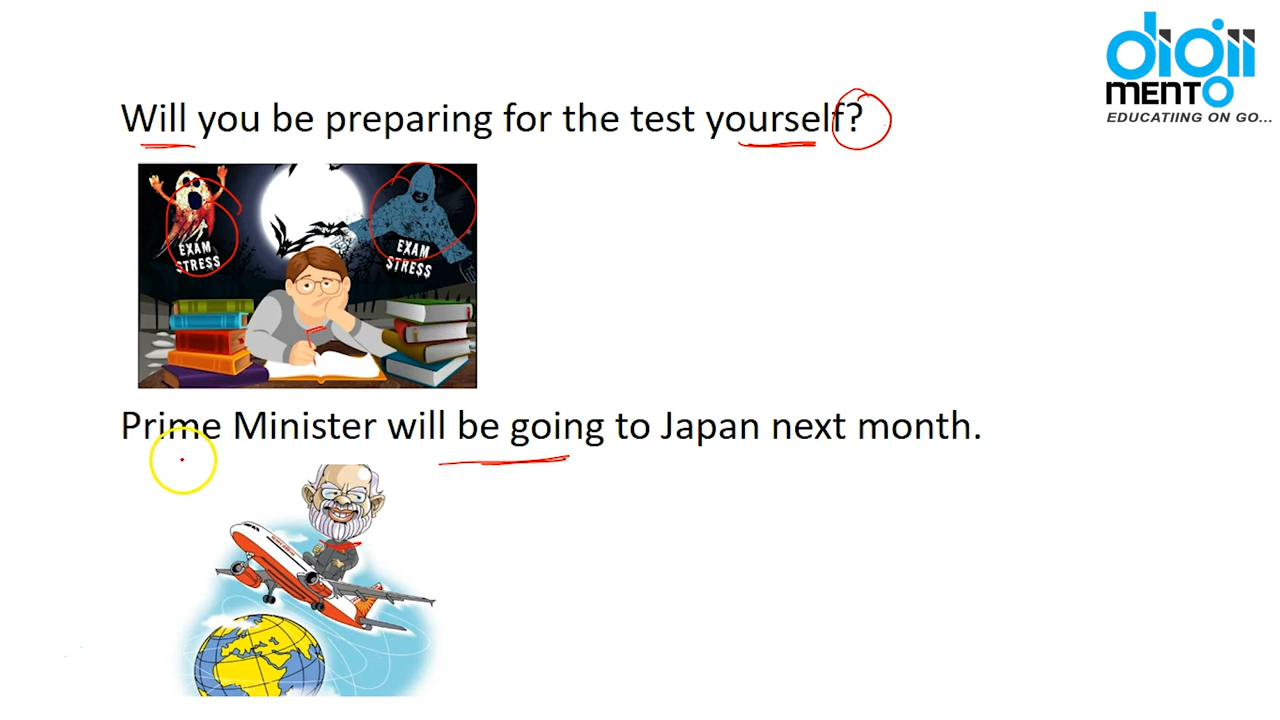 digii
MENTO
EDUCATIING ON GO...
Will you be preparing for the test yourself?
EXAM
STRESS
EXAM
STRESS
Prime Minister will be going to Japan next month.